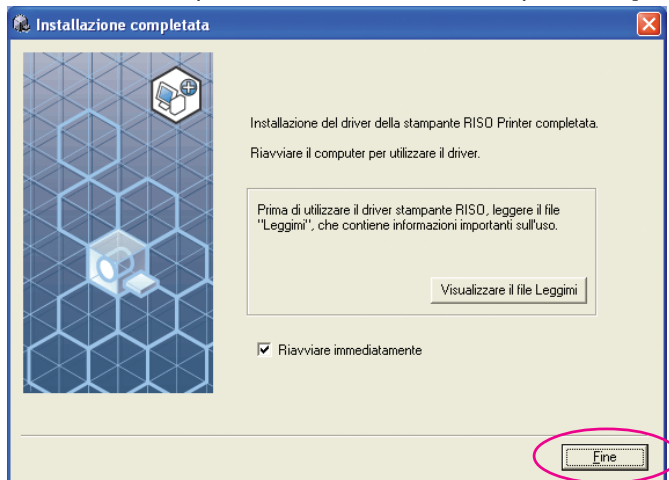 Installazione completata
Installazione del driver della stampante RISO Printer completata.
Riavviare il computer per utilizzare il driver.
Prima di utilizzare il driver stampante RISO, leggere il file
"Leggimi", che contiene informazioni importanti sull'uso.
Visualizzare il file Leggimi
Riavviare immediatamente
Fine